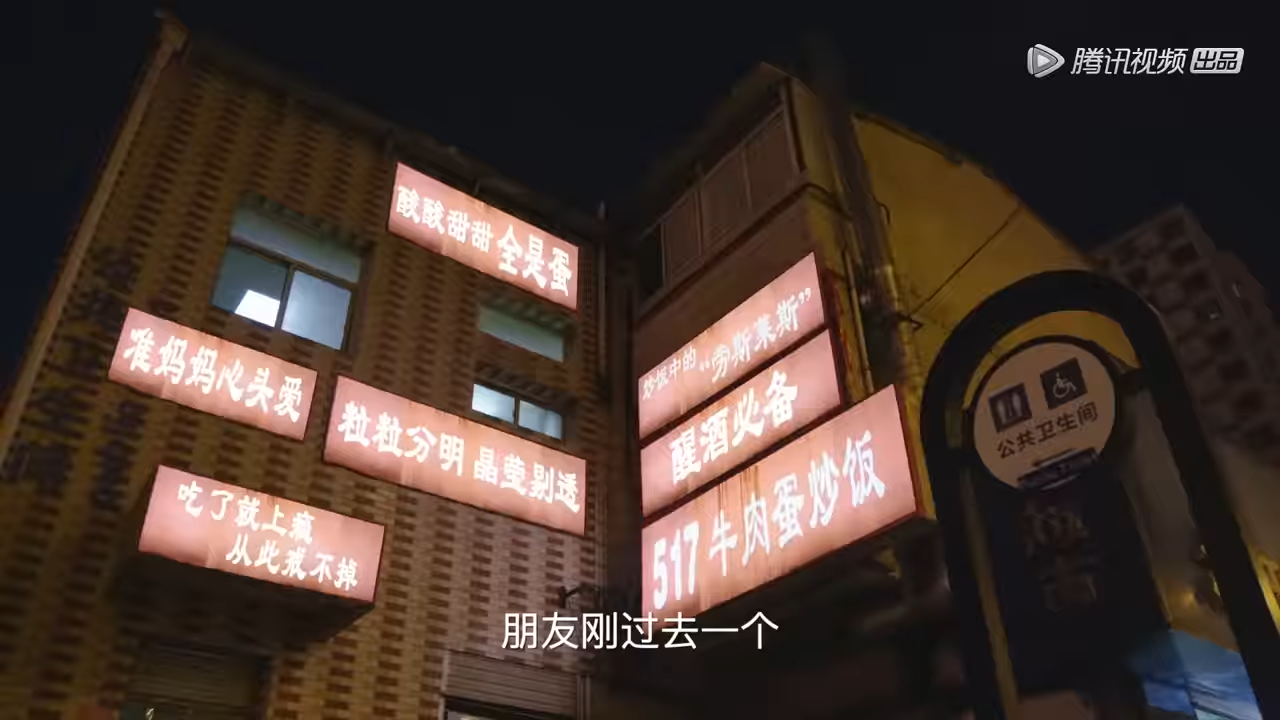 腾讯视频 出品
酸酸甜甜 全是蛋
准妈妈心头爱
粒粒分明 晶莹剔透
吃了就上瘾
从此戒不掉
炒饭中的“劳斯莱斯”
醒酒必备
517牛肉蛋炒饭
公共卫生间
朋友刚过去一个